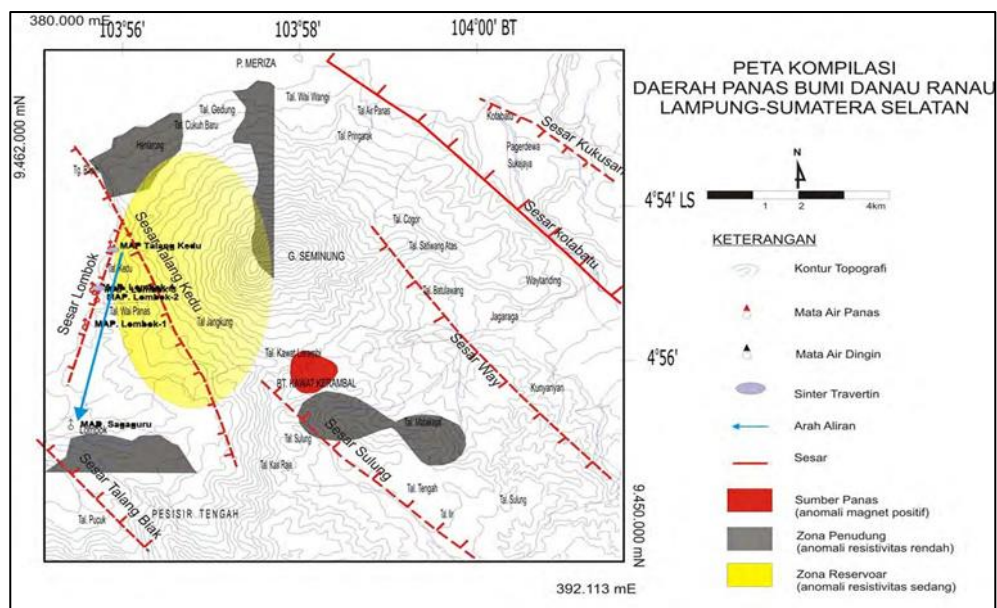 380.000 mE
103°56'
103°58'
104°00' BT
9.462.000 mN
4°54' LS
4°56'
9.450.000 mN
392.113 mE
P. MERIZA
Tal. Gedung
Tal. Cukuh Baru
Tal. Wai Wangi
Tal Air Panas
Tal. Pringarak
Kotabatu
Pagerdewa
Sukajaya
Sesar Kukusan
Sesar kotabatu
Tal. Cogor
Tal. Satiwang Atas
Tal. Batulawang
Waytanding
Jagaraga
Kunyanyan
Sesar Way
G. SEMINUNG
MAP Talang Kedu
Tal. Kedu
Sesar Talang Kedu
Sesar Lombok
MAP. Lombok-2
Tal. Wai Panas
MAP. Lombok-1
Tal Jangkung
BT. KAWAT KERAMBAL
MAP. Sagaguru
Lombok
Tal. Sulung
Sesar Sulung
Tal. Kali Raja
Tal. Tengah
Tal. Sulung
Tal. Iir
Sesar Talang Blak
Tal. Pucuk
PESISIR TENGAH
PETA KOMPILASI
DAERAH PANAS BUMI DANAU RANAU
LAMPUNG-SUMATERA SELATAN
N
1 2 4km
KETERANGAN
Kontur Topografi
Mata Air Panas
Mata Air Dingin
Sinter Travertin
Arah Aliran
Sesar
Sumber Panas
(anomali magnet positif)
Zona Penudung
(anomali resistivitas rendah)
Zona Reservoar
(anomali resistivitas sedang)